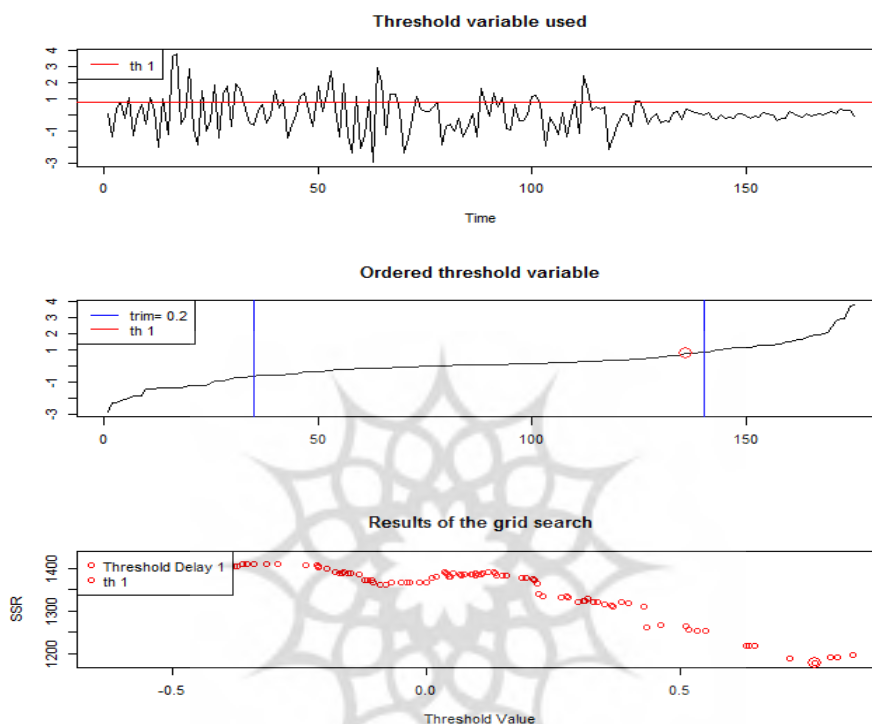 Threshold variable used
th 1
-3 -1 1 2 3 4
0 50 100 150
Time
Ordered threshold variable
trim= 0.2
th 1
-3 -1 1 2 3 4
0 50 100 150
Results of the grid search
Threshold Delay 1
th 1
SSR
1200 1300 1400
-0.5 0.0 0.5
Threshold Value